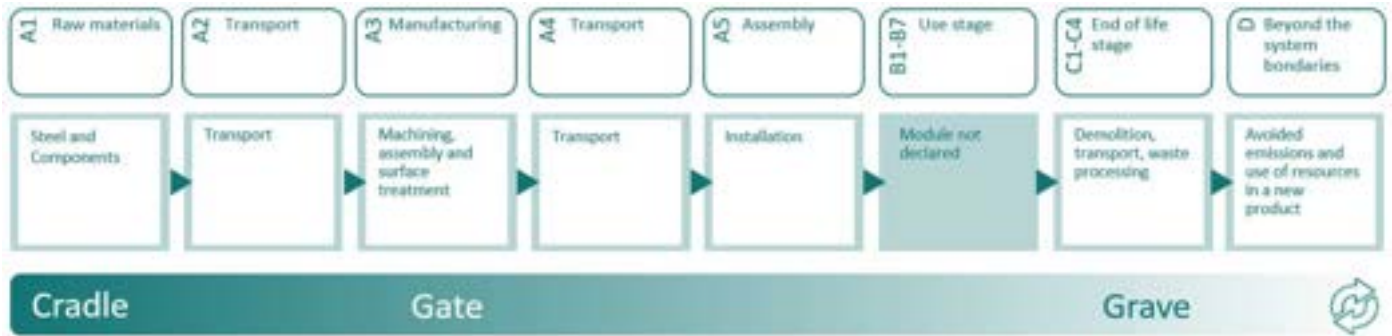 A1 Raw materials
A2 Transport
A3 Manufacturing
A4 Transport
A5 Assembly
B1-B7 Use stage
C1-C4 End of life
stage
D Beyond the
system
bondaries
Steel and
Components
Transport
Machining,
assembly and
surface
treatment
Transport
Installation
Module not
declared
Demolition,
transport, waste
processing
Avoided
emissions and
use of resources
in a new
product
Cradle
Gate
Grave